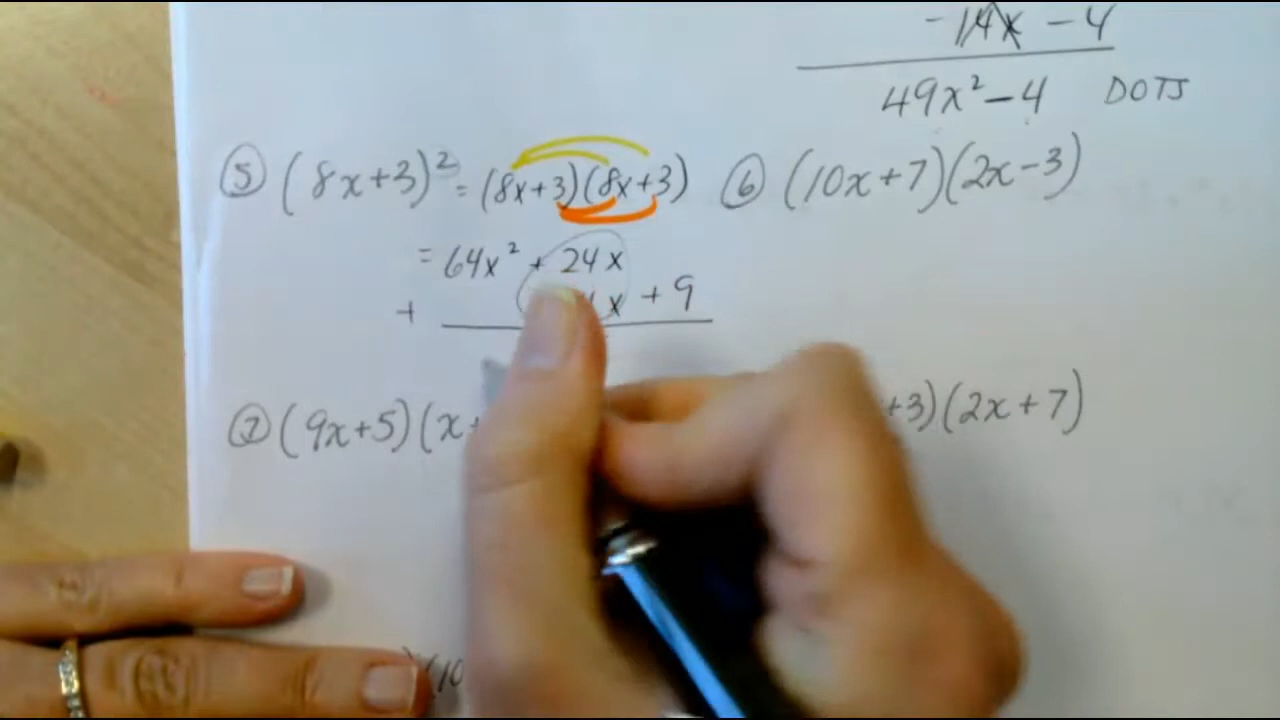 -14x - 4
49x² - 4 DOTS
⑤ (8x+3)² = (8x+3)(8x+3)
⑥ (10x+7)(2x-3)
= 64x² + 24x
+ x + 9
⑦ (9x+5)(x+
+3)(2x+7)
(10